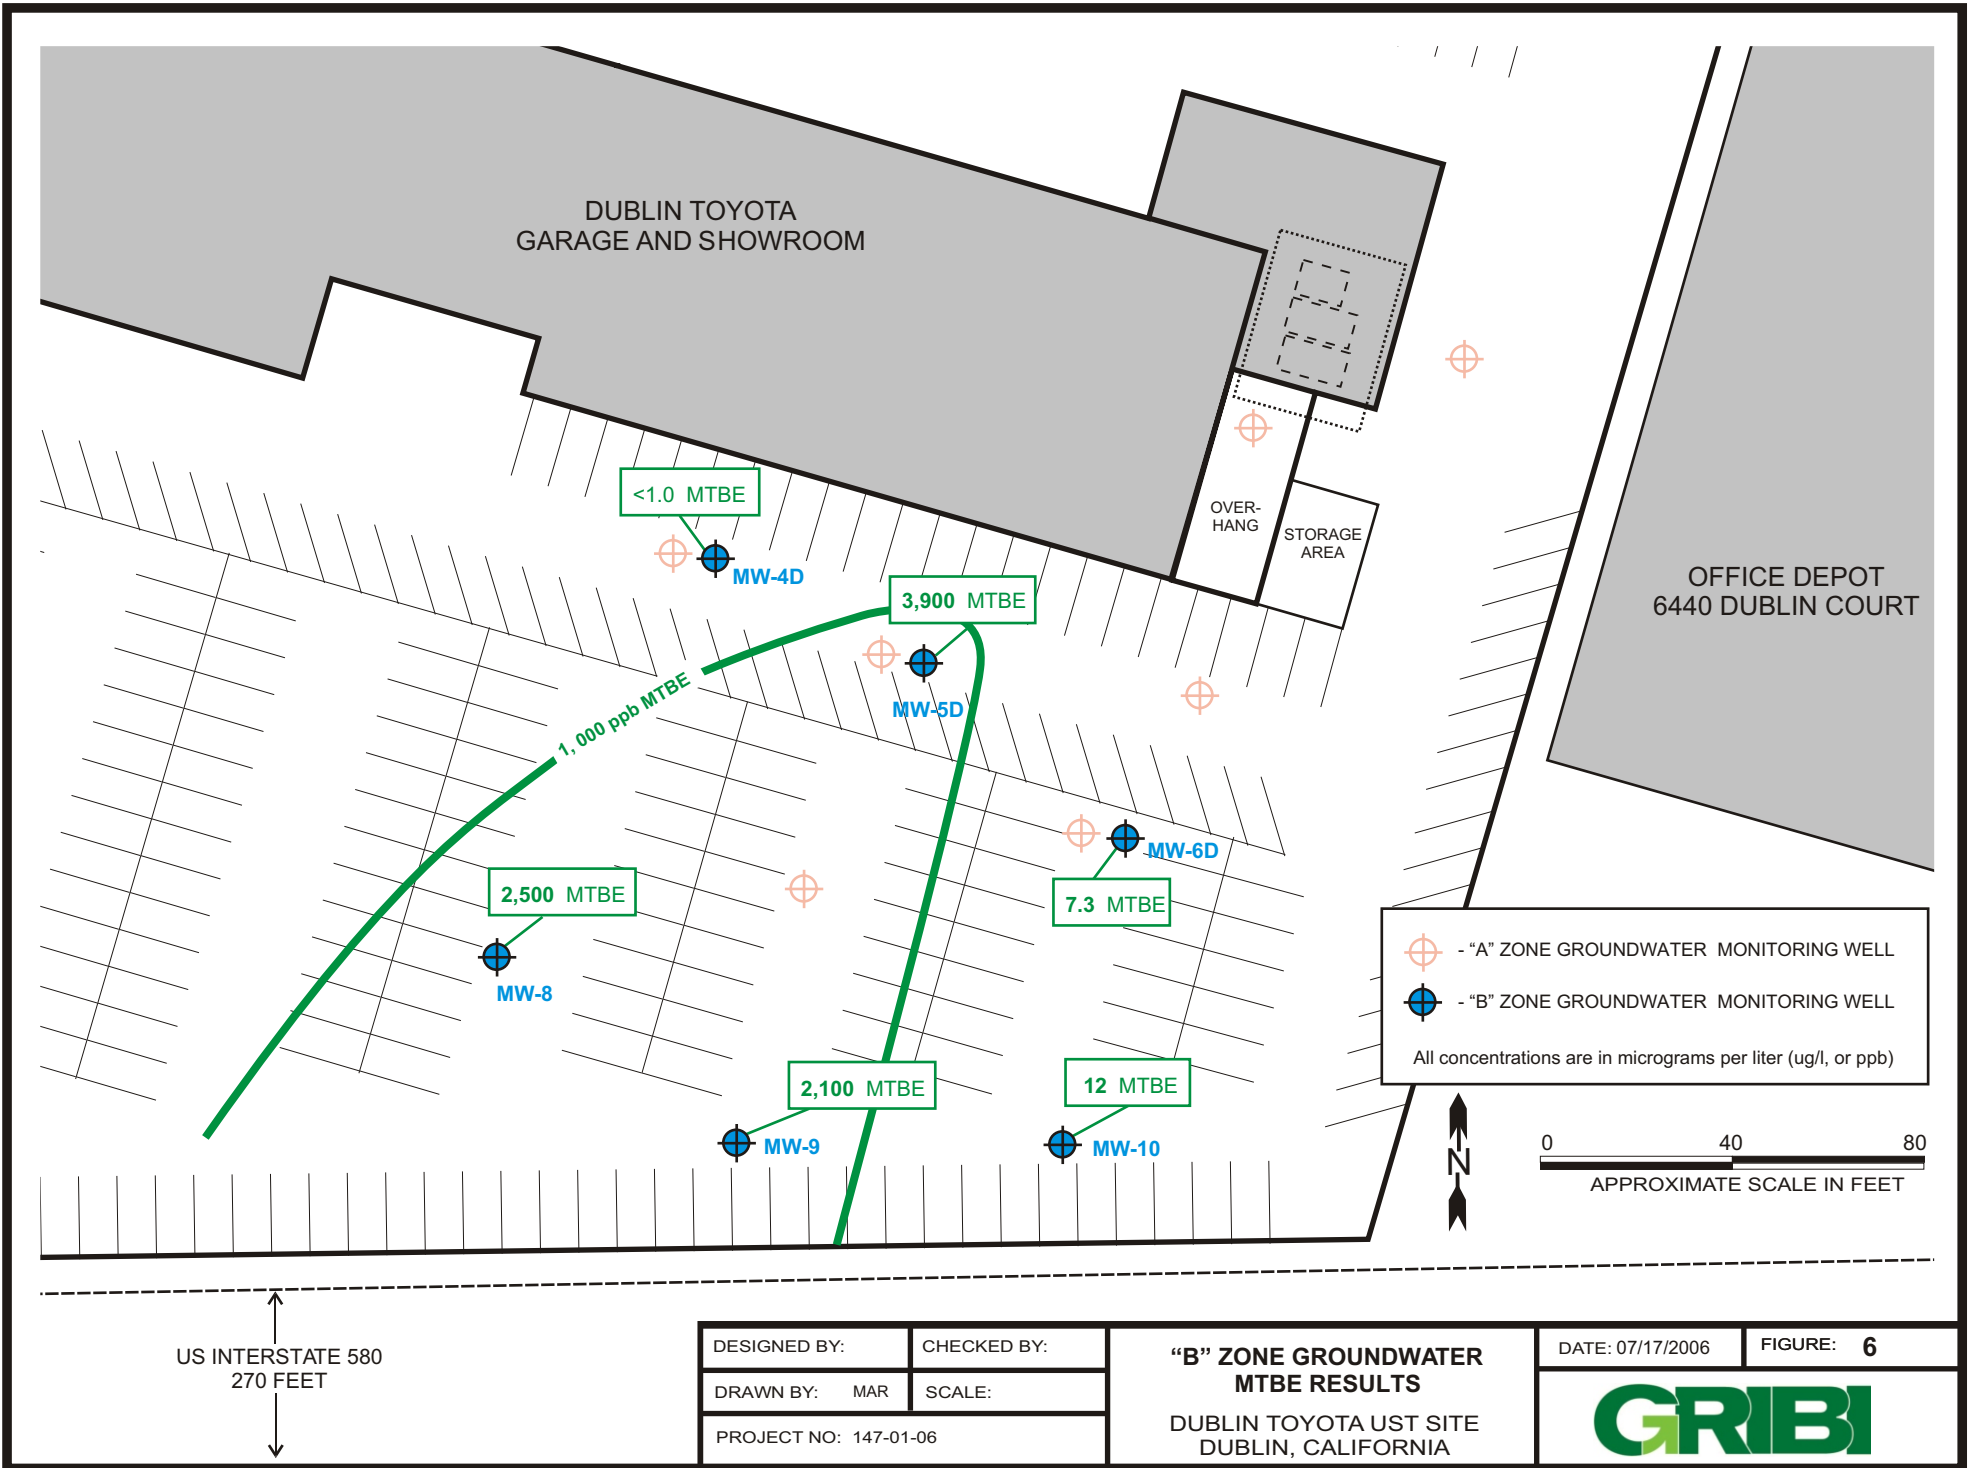 DUBLIN TOYOTA
GARAGE AND SHOWROOM
<1.0 MTBE
MW-4D
OVER-
HANG
STORAGE
AREA
OFFICE DEPOT
6440 DUBLIN COURT
3,900 MTBE
MW-5D
1, 000 ppb MTBE
MW-6D
7.3 MTBE
2,500 MTBE
MW-8
2,100 MTBE
MW-9
12 MTBE
MW-10
- “A” ZONE GROUNDWATER MONITORING WELL
- “B” ZONE GROUNDWATER MONITORING WELL
All concentrations are in micrograms per liter (ug/l, or ppb)
N
0 40 80
APPROXIMATE SCALE IN FEET
US INTERSTATE 580
270 FEET
DESIGNED BY:
CHECKED BY:
DRAWN BY: MAR
SCALE:
PROJECT NO: 147-01-06
“B” ZONE GROUNDWATER
MTBE RESULTS
DUBLIN TOYOTA UST SITE
DUBLIN, CALIFORNIA
DATE: 07/17/2006
FIGURE: 6
GRIBI